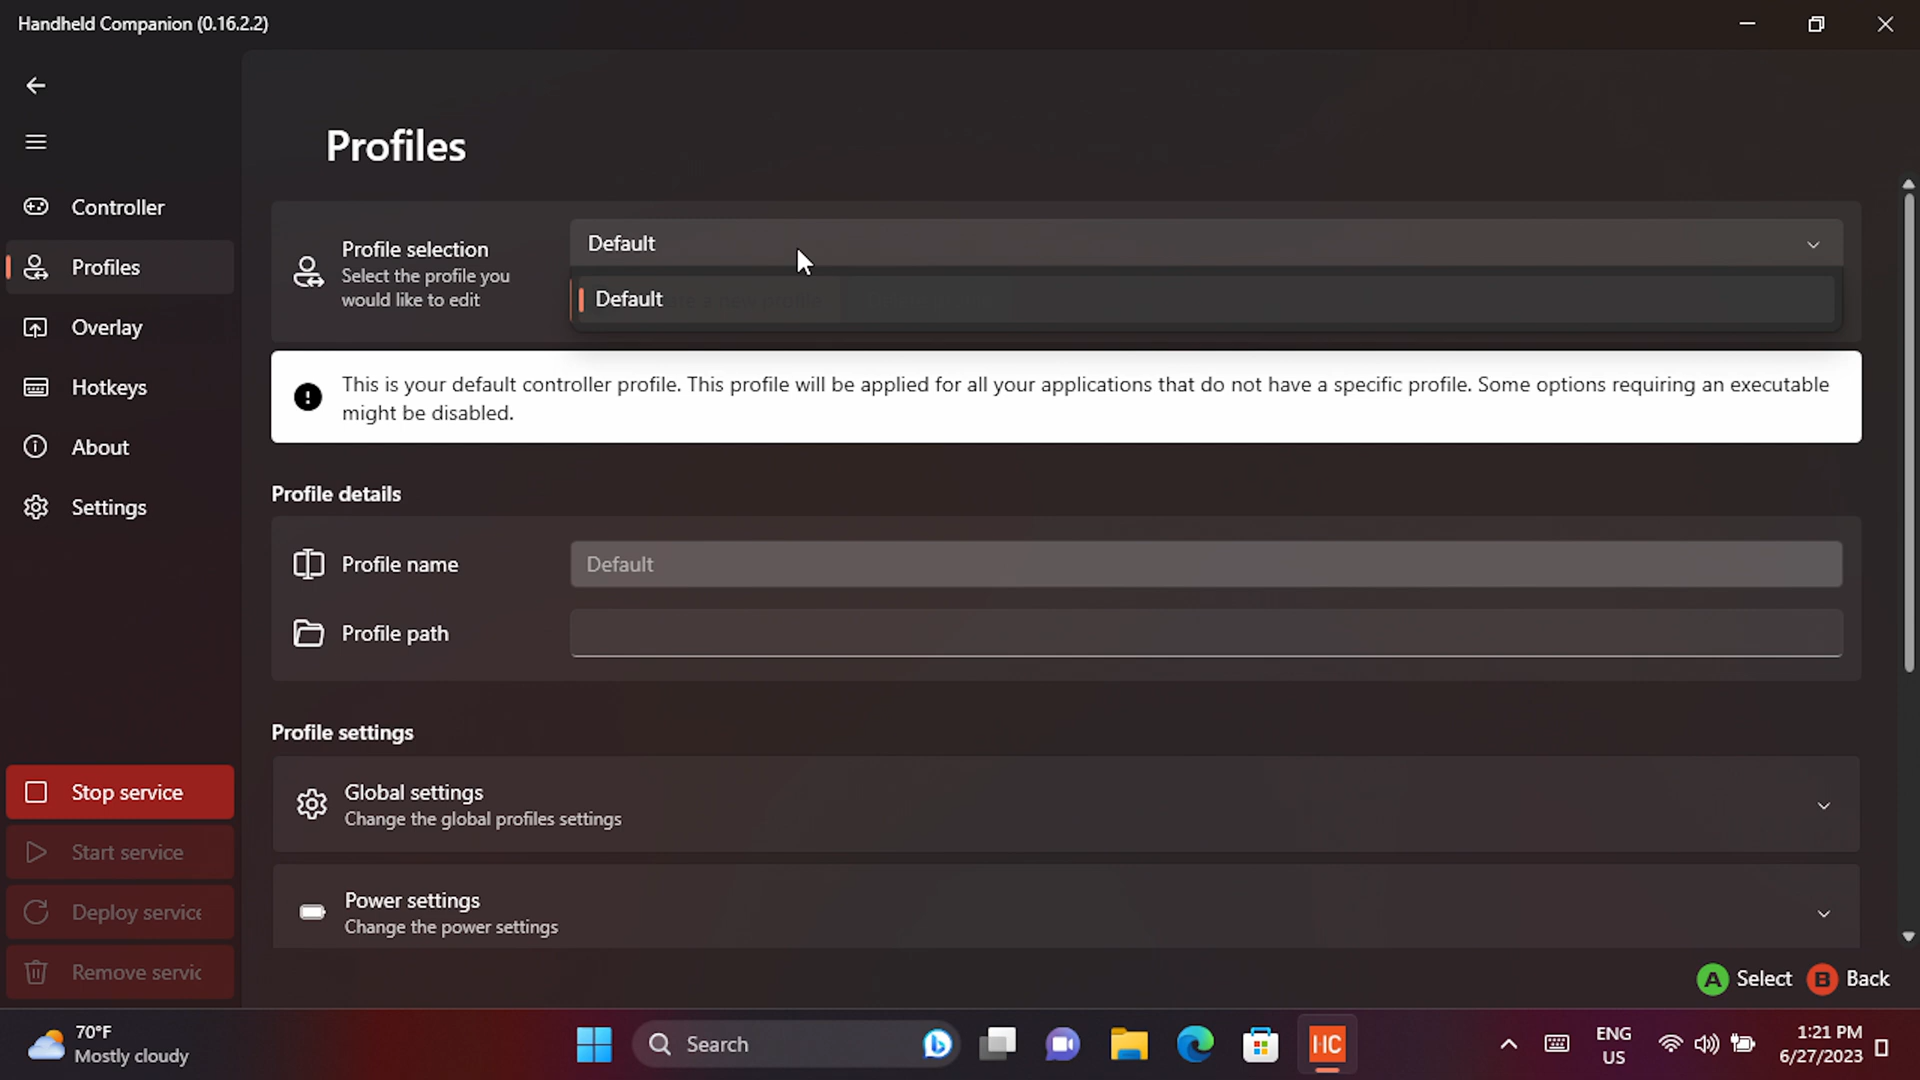 Handheld Companion (0.16.2.2)
Controller
Profiles
Overlay
Hotkeys
About
Settings
Stop service
Start service
Deploy service
Remove servic
Profiles
Profile selection
Select the profile you
would like to edit
Default
Default
This is your default controller profile. This profile will be applied for all your applications that do not have a specific profile. Some options requiring an executable
might be disabled.
Profile details
Profile name
Default
Profile path
Profile settings
Global settings
Change the global profiles settings
Power settings
Change the power settings
A Select B Back
70°F
Mostly cloudy
Search
HC
ENG
US
1:21 PM
6/27/2023